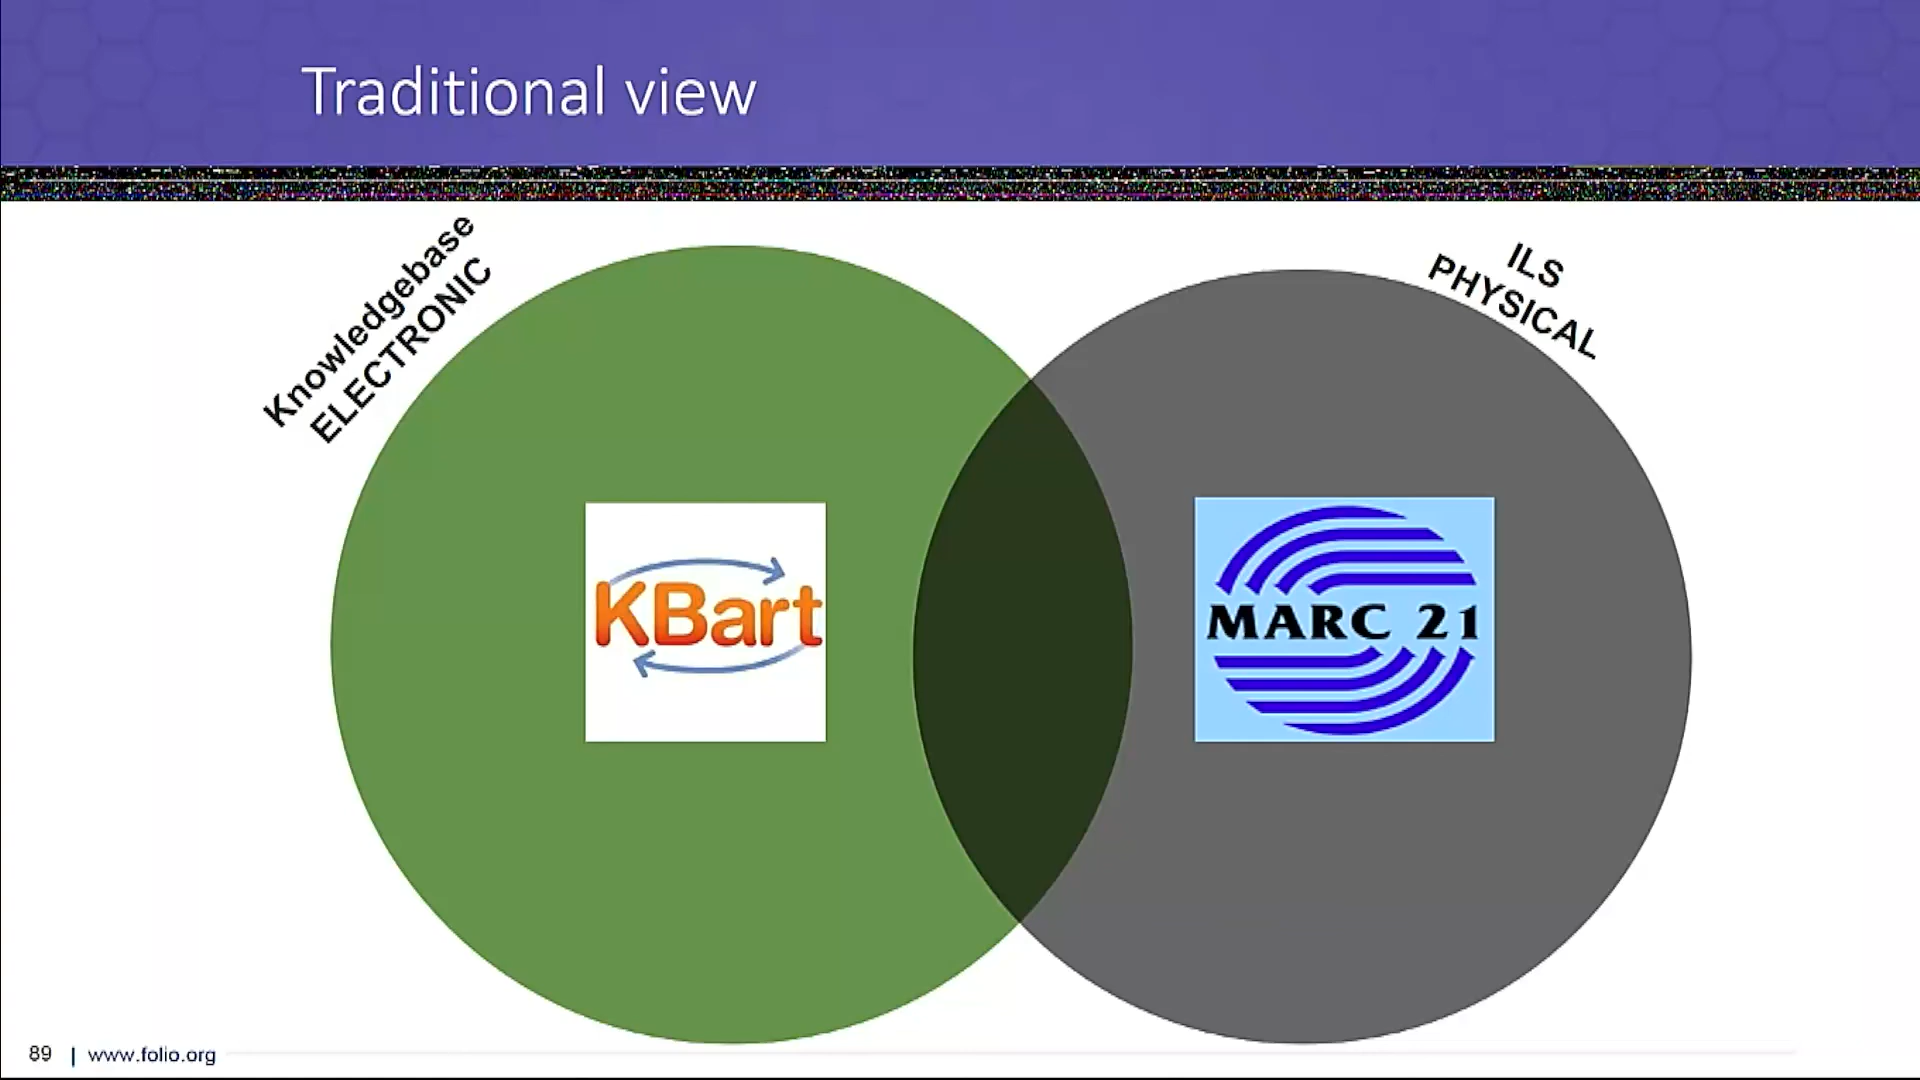 Traditional view
Knowledgebase
ELECTRONIC
ILS
PHYSICAL
KBart
MARC 21
89 | www.folio.org